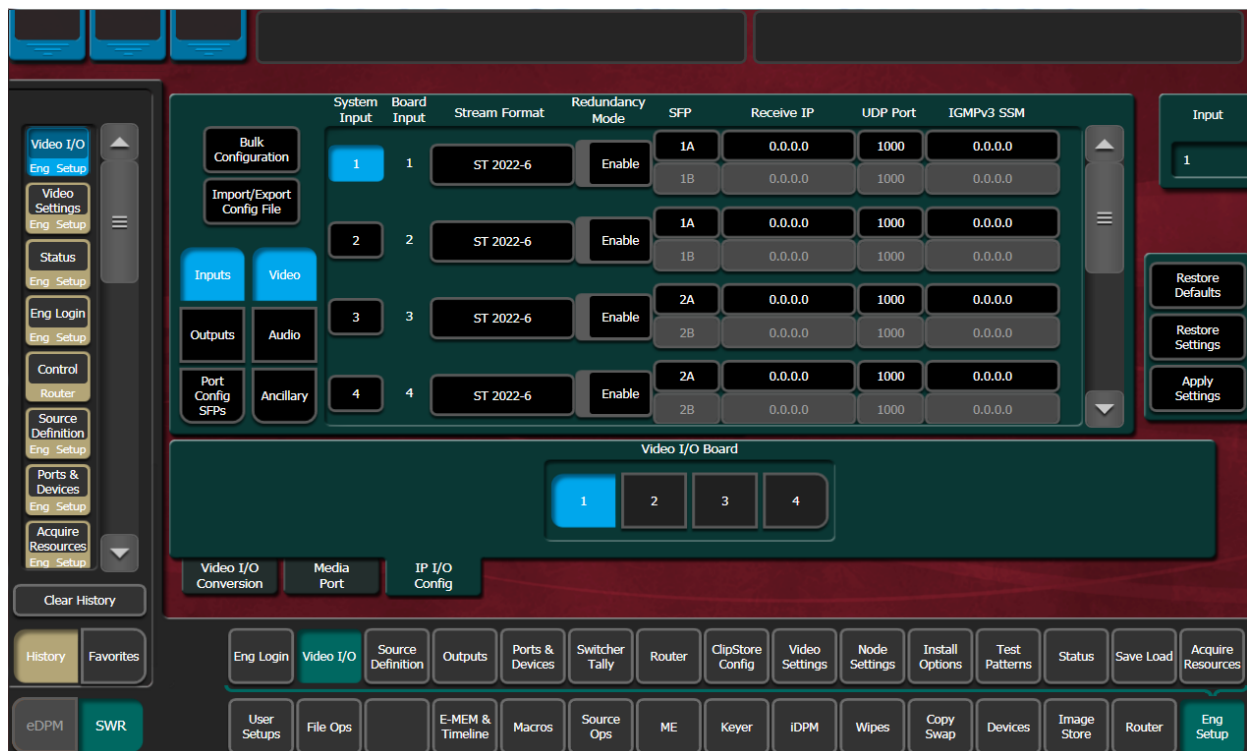 System Input
Board Input
Stream Format
Redundancy Mode
SFP
Receive IP
UDP Port
IGMPv3 SSM
Input
1
Video I/O
Eng Setup
Video Settings
Eng Setup
Status
Eng Setup
Eng Login
Eng Setup
Control
Router
Source Definition
Eng Setup
Ports & Devices
Eng Setup
Acquire Resources
Eng Setup
Clear History
History
Favorites
eDPM
SWR
Bulk Configuration
Import/Export Config File
Inputs
Video
Outputs
Audio
Port Config SFPs
Ancillary
1
1
ST 2022-6
Enable
1A
0.0.0.0
1000
0.0.0.0
1B
0.0.0.0
1000
0.0.0.0
2
2
ST 2022-6
Enable
1A
0.0.0.0
1000
0.0.0.0
1B
0.0.0.0
1000
0.0.0.0
3
3
ST 2022-6
Enable
2A
0.0.0.0
1000
0.0.0.0
2B
0.0.0.0
1000
0.0.0.0
4
4
ST 2022-6
Enable
2A
0.0.0.0
1000
0.0.0.0
2B
0.0.0.0
1000
0.0.0.0
Restore Defaults
Restore Settings
Apply Settings
Video I/O Board
1
2
3
4
Video I/O Conversion
Media Port
IP I/O Config
Eng Login
Video I/O
Source Definition
Outputs
Ports & Devices
Switcher Tally
Router
ClipStore Config
Video Settings
Node Settings
Install Options
Test Patterns
Status
Save Load
Acquire Resources
User Setups
File Ops
E-MEM & Timeline
Macros
Source Ops
ME
Keyer
iDPM
Wipes
Copy Swap
Devices
Image Store
Router
Eng Setup